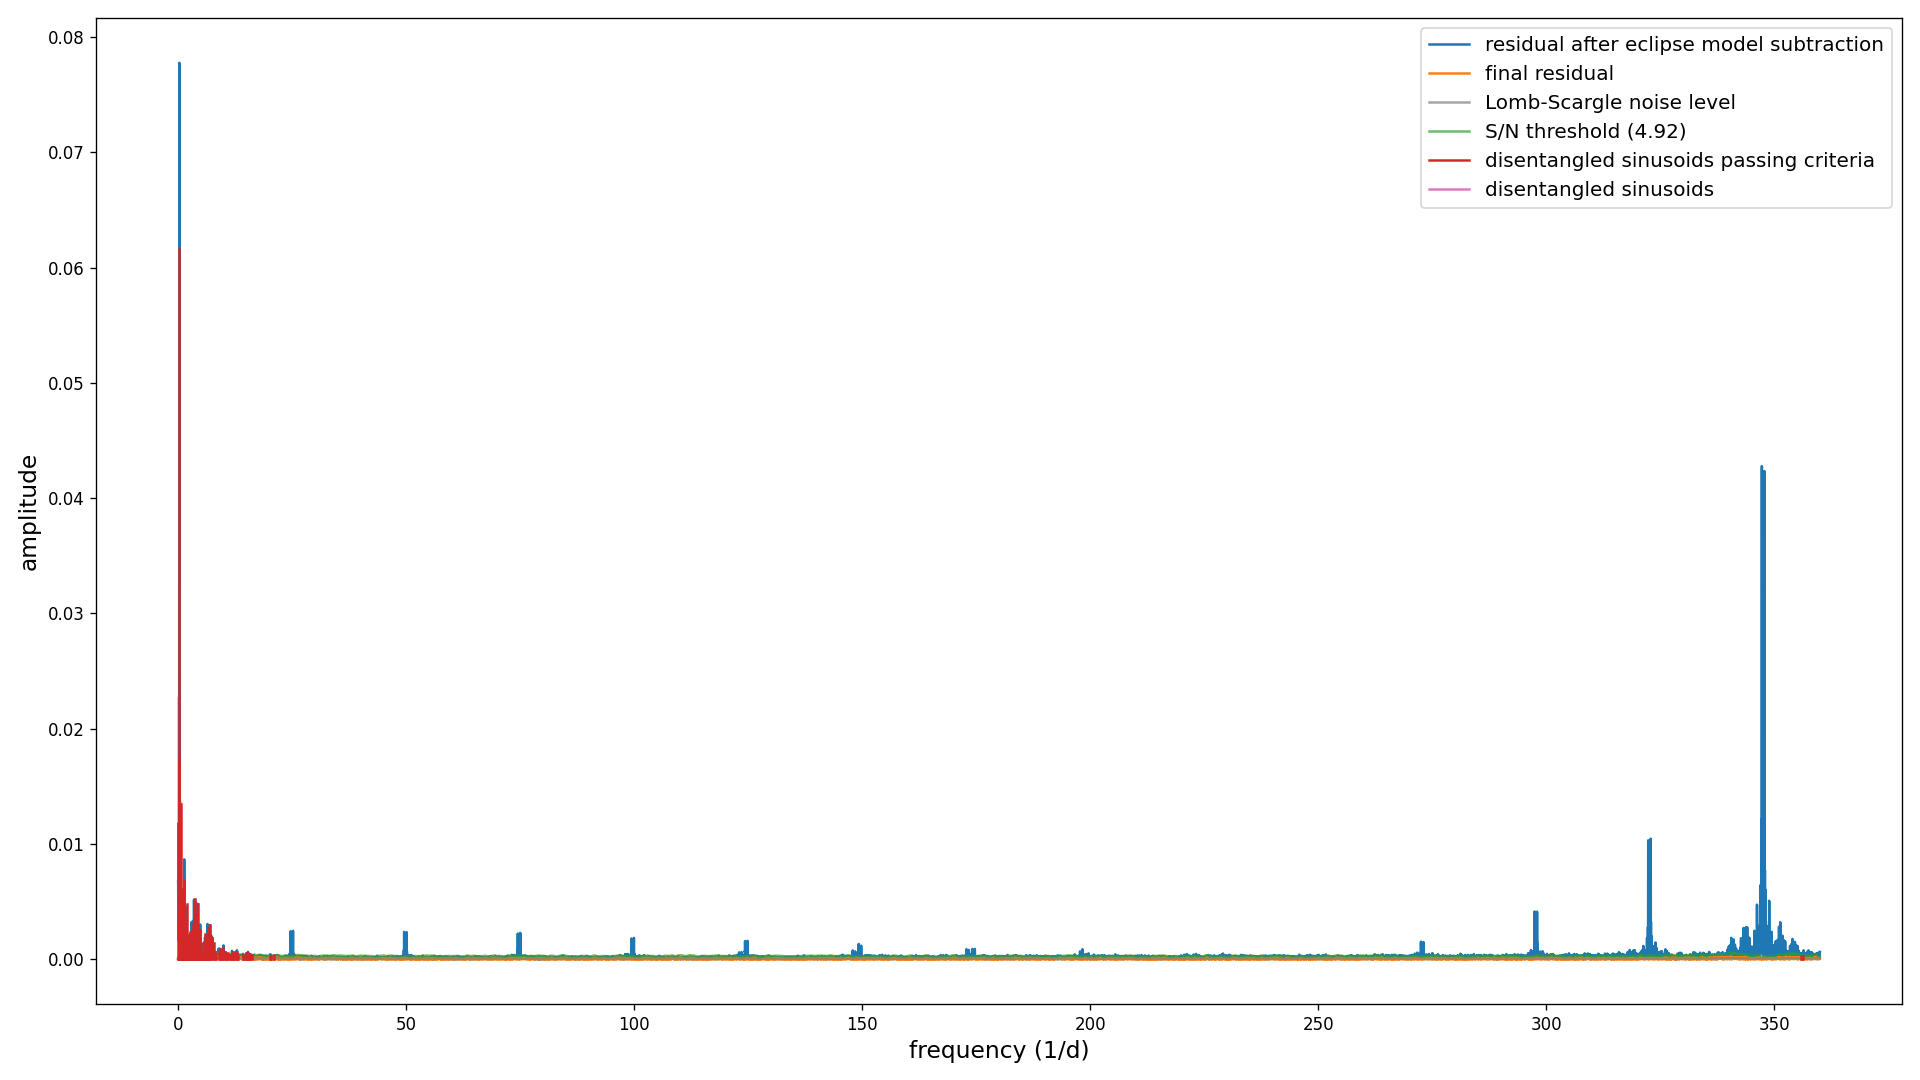 0.08
0.07
0.06
0.05
0.04
0.03
0.02
0.01
0.00
amplitude
0
50
100
150
200
250
300
350
frequency (1/d)
residual after eclipse model subtraction
final residual
Lomb-Scargle noise level
S/N threshold (4.92)
disentangled sinusoids passing criteria
disentangled sinusoids